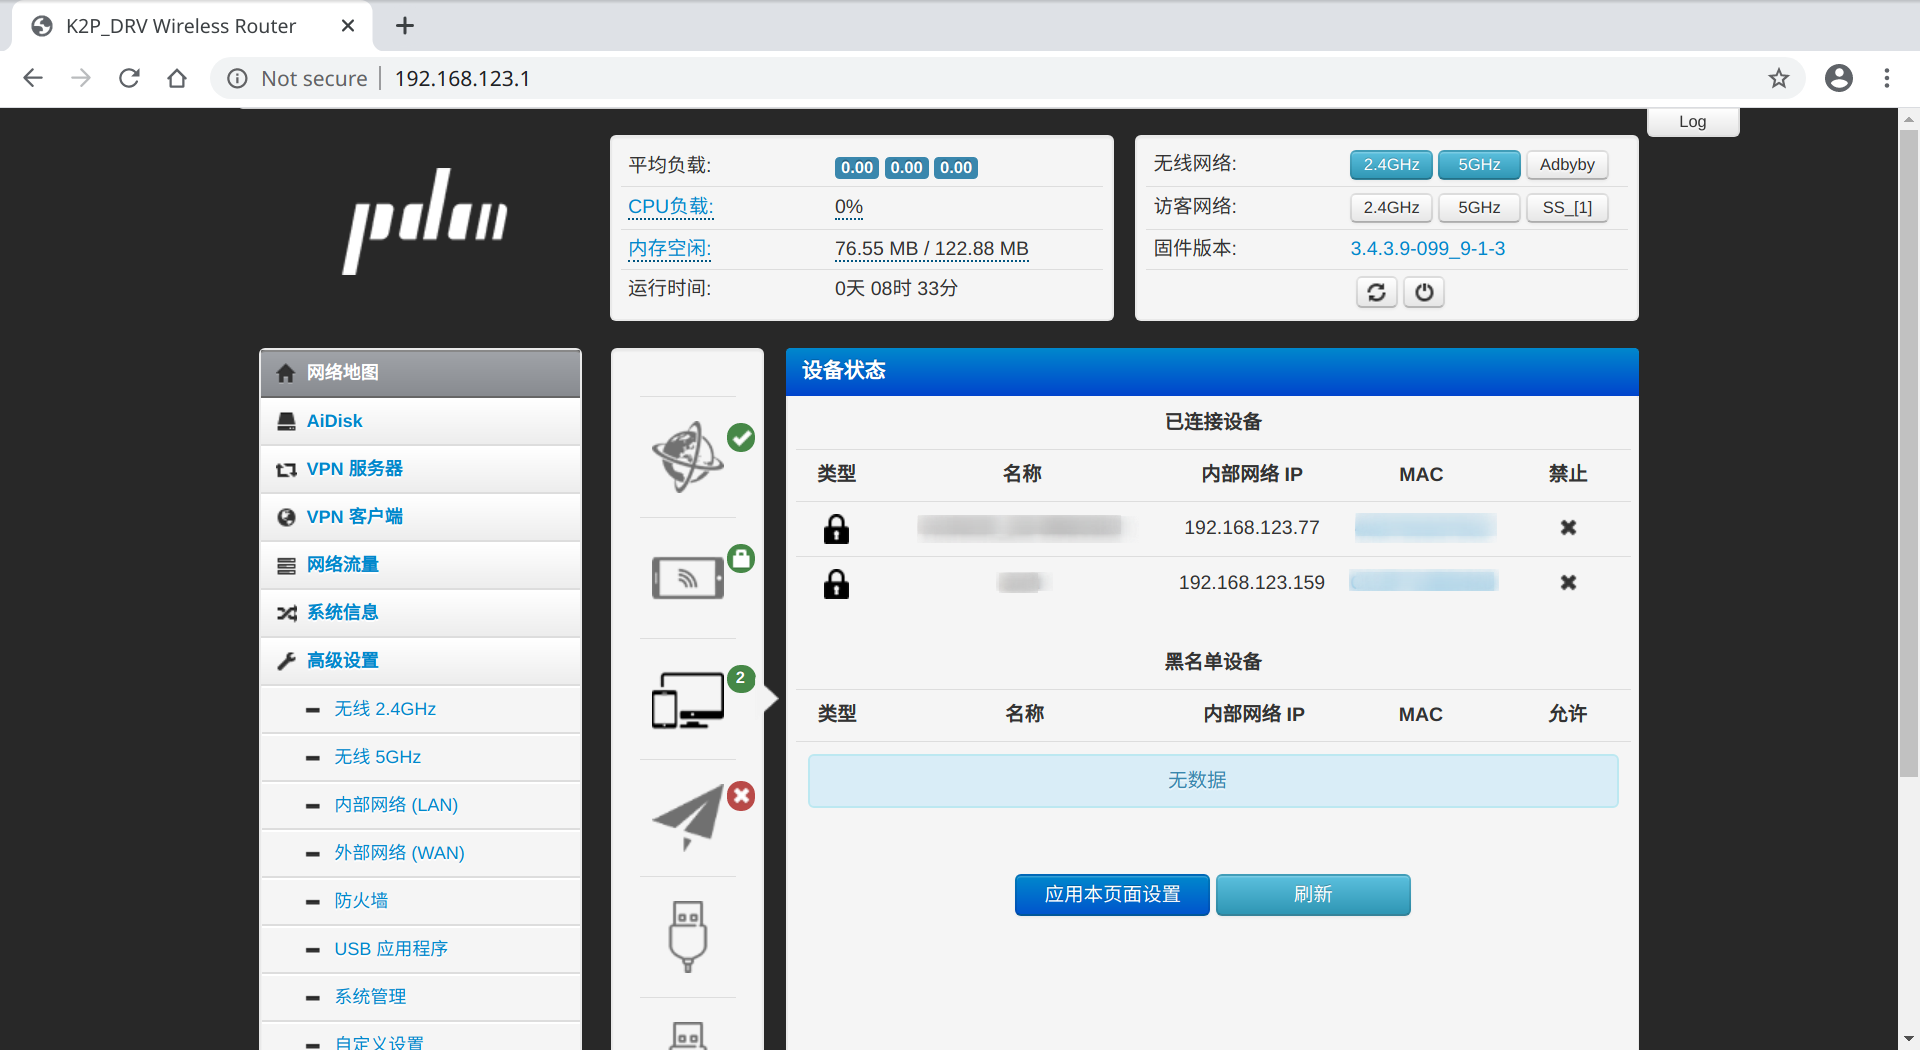 K2P_DRV Wireless Router
Not secure
192.168.123.1
Log
pdcn
平均负载: 0.00 0.00 0.00
CPU负载: 0%
内存空闲: 76.55 MB / 122.88 MB
运行时间: 0天 08时 33分
无线网络: 2.4GHz 5GHz Adbyby
访客网络: 2.4GHz 5GHz SS_[1]
固件版本: 3.4.3.9-099_9-1-3
网络地图
AiDisk
VPN 服务器
VPN 客户端
网络流量
系统信息
高级设置
无线 2.4GHz
无线 5GHz
内部网络 (LAN)
外部网络 (WAN)
防火墙
USB 应用程序
系统管理
自定义设置
2
设备状态
已连接设备
类型 名称 内部网络 IP MAC 禁止
192.168.123.77
192.168.123.159
黑名单设备
类型 名称 内部网络 IP MAC 允许
无数据
应用本页面设置 刷新